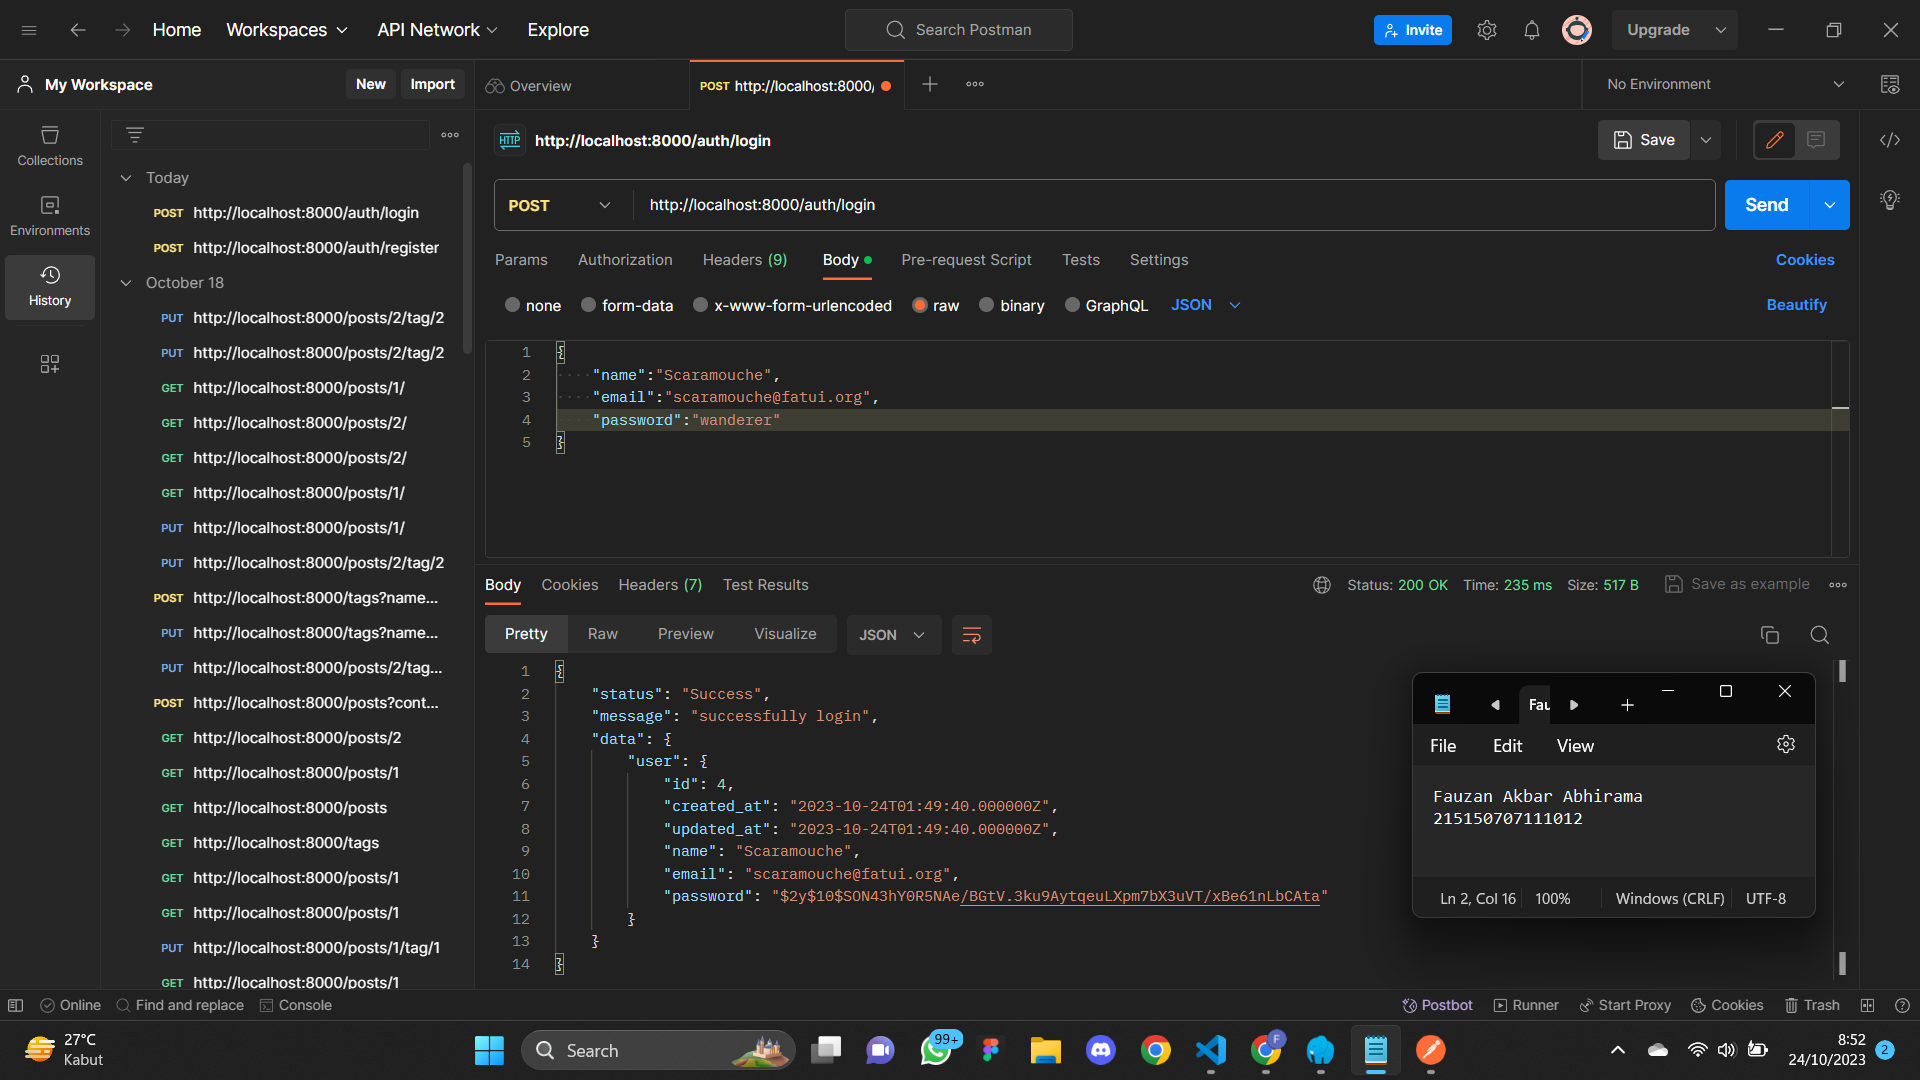 Home
Workspaces
API Network
Explore
Search Postman
Invite
Upgrade
My Workspace
New
Import
Overview
POST http://localhost:8000/
No Environment
Collections
Environments
History
Today
POST http://localhost:8000/auth/login
POST http://localhost:8000/auth/register
October 18
PUT http://localhost:8000/posts/2/tag/2
PUT http://localhost:8000/posts/2/tag/2
GET http://localhost:8000/posts/1/
GET http://localhost:8000/posts/2/
GET http://localhost:8000/posts/2/
GET http://localhost:8000/posts/1/
PUT http://localhost:8000/posts/1/
PUT http://localhost:8000/posts/2/tag/2
POST http://localhost:8000/tags?name...
PUT http://localhost:8000/tags?name...
PUT http://localhost:8000/posts/2/tag...
POST http://localhost:8000/posts?cont...
GET http://localhost:8000/posts/2
GET http://localhost:8000/posts/1
GET http://localhost:8000/posts
GET http://localhost:8000/tags
GET http://localhost:8000/posts/1
GET http://localhost:8000/posts/1
PUT http://localhost:8000/posts/1/tag/1
GET http://localhost:8000/posts/1
HTTP http://localhost:8000/auth/login
Save
POST http://localhost:8000/auth/login
Send
Params Authorization Headers (9) Body Pre-request Script Tests Settings Cookies
none form-data x-www-form-urlencoded raw binary GraphQL JSON Beautify
1 {
2 "name":"Scaramouche",
3 "email":"scaramouche@fatui.org",
4 "password":"wanderer"
5 }
Body Cookies Headers (7) Test Results Status: 200 OK Time: 235 ms Size: 517 B Save as example
Pretty Raw Preview Visualize JSON
1 {
2 "status": "Success",
3 "message": "successfully login",
4 "data": {
5 "user": {
6 "id": 4,
7 "created_at": "2023-10-24T01:49:40.000000Z",
8 "updated_at": "2023-10-24T01:49:40.000000Z",
9 "name": "Scaramouche",
10 "email": "scaramouche@fatui.org",
11 "password": "$2y$10$SON43hY0R5NAe/BGtV.3ku9AytqeuLXpm7bX3uVT/xBe61nLbCAta"
12 }
13 }
14 }
Fau
File Edit View
Fauzan Akbar Abhirama
215150707111012
Ln 2, Col 16 100% Windows (CRLF) UTF-8
Online Find and replace Console Postbot Runner Start Proxy Cookies Trash
27°C
Kabut
Search
99+
F
8:52
24/10/2023
2